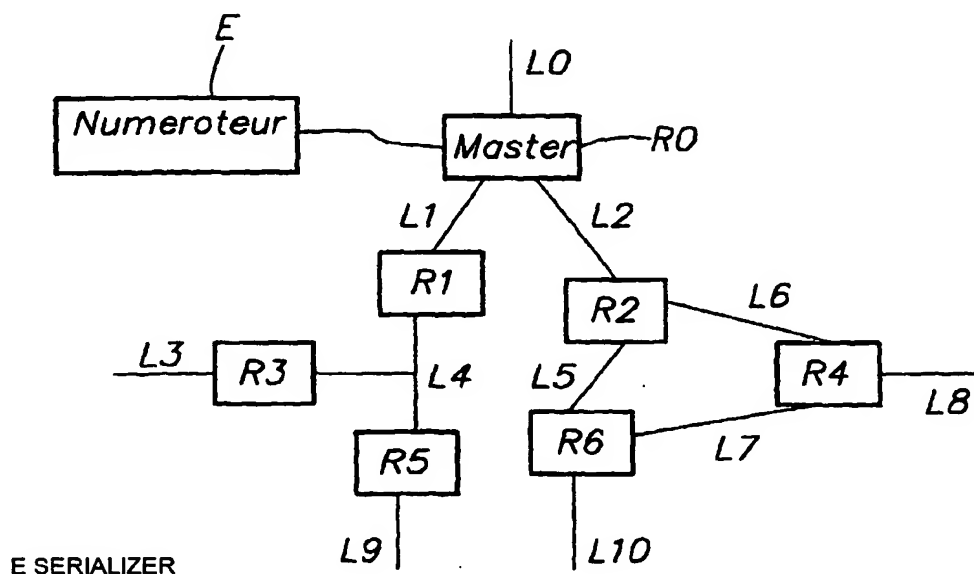 E
L0
Numeroteur
Master
R0
L1
L2
R1
R2
L6
L3
R3
L4
L5
R4
L8
R5
R6
L7
L9
L10
E SERIALIZER